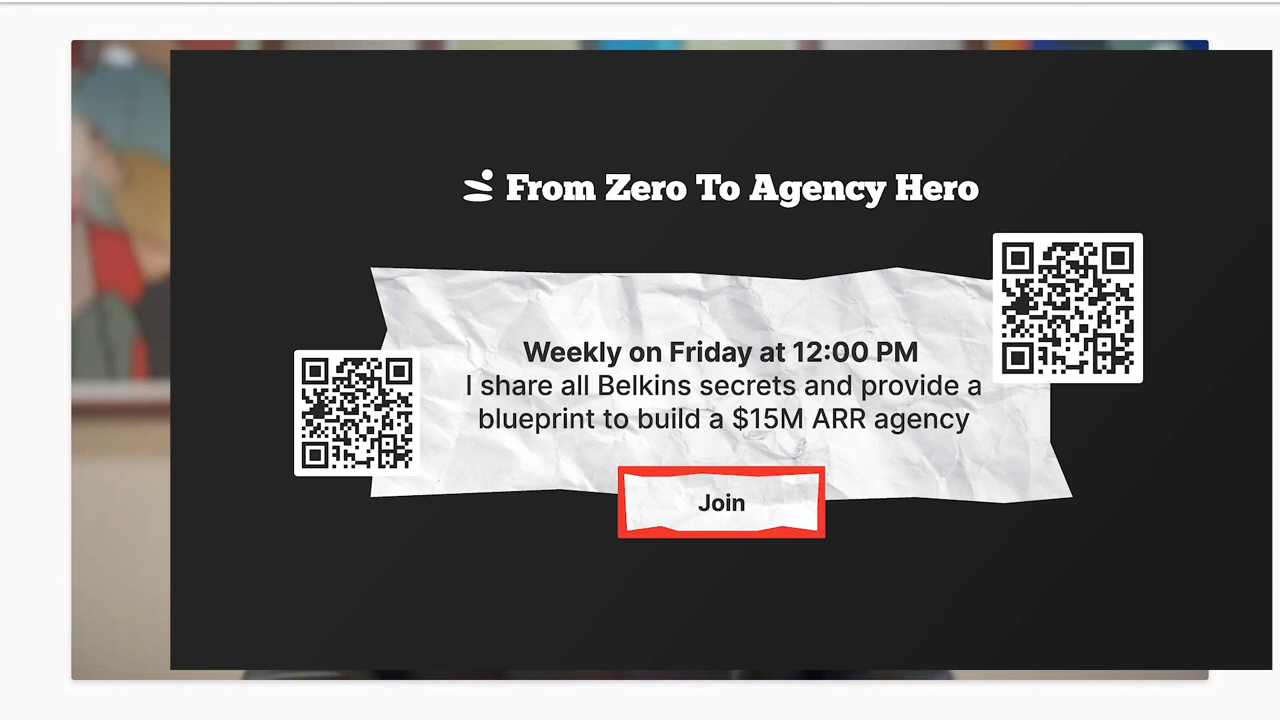 From Zero To Agency Hero
Weekly on Friday at 12:00 PM
I share all Belkins secrets and provide a
blueprint to build a $15M ARR agency
Join